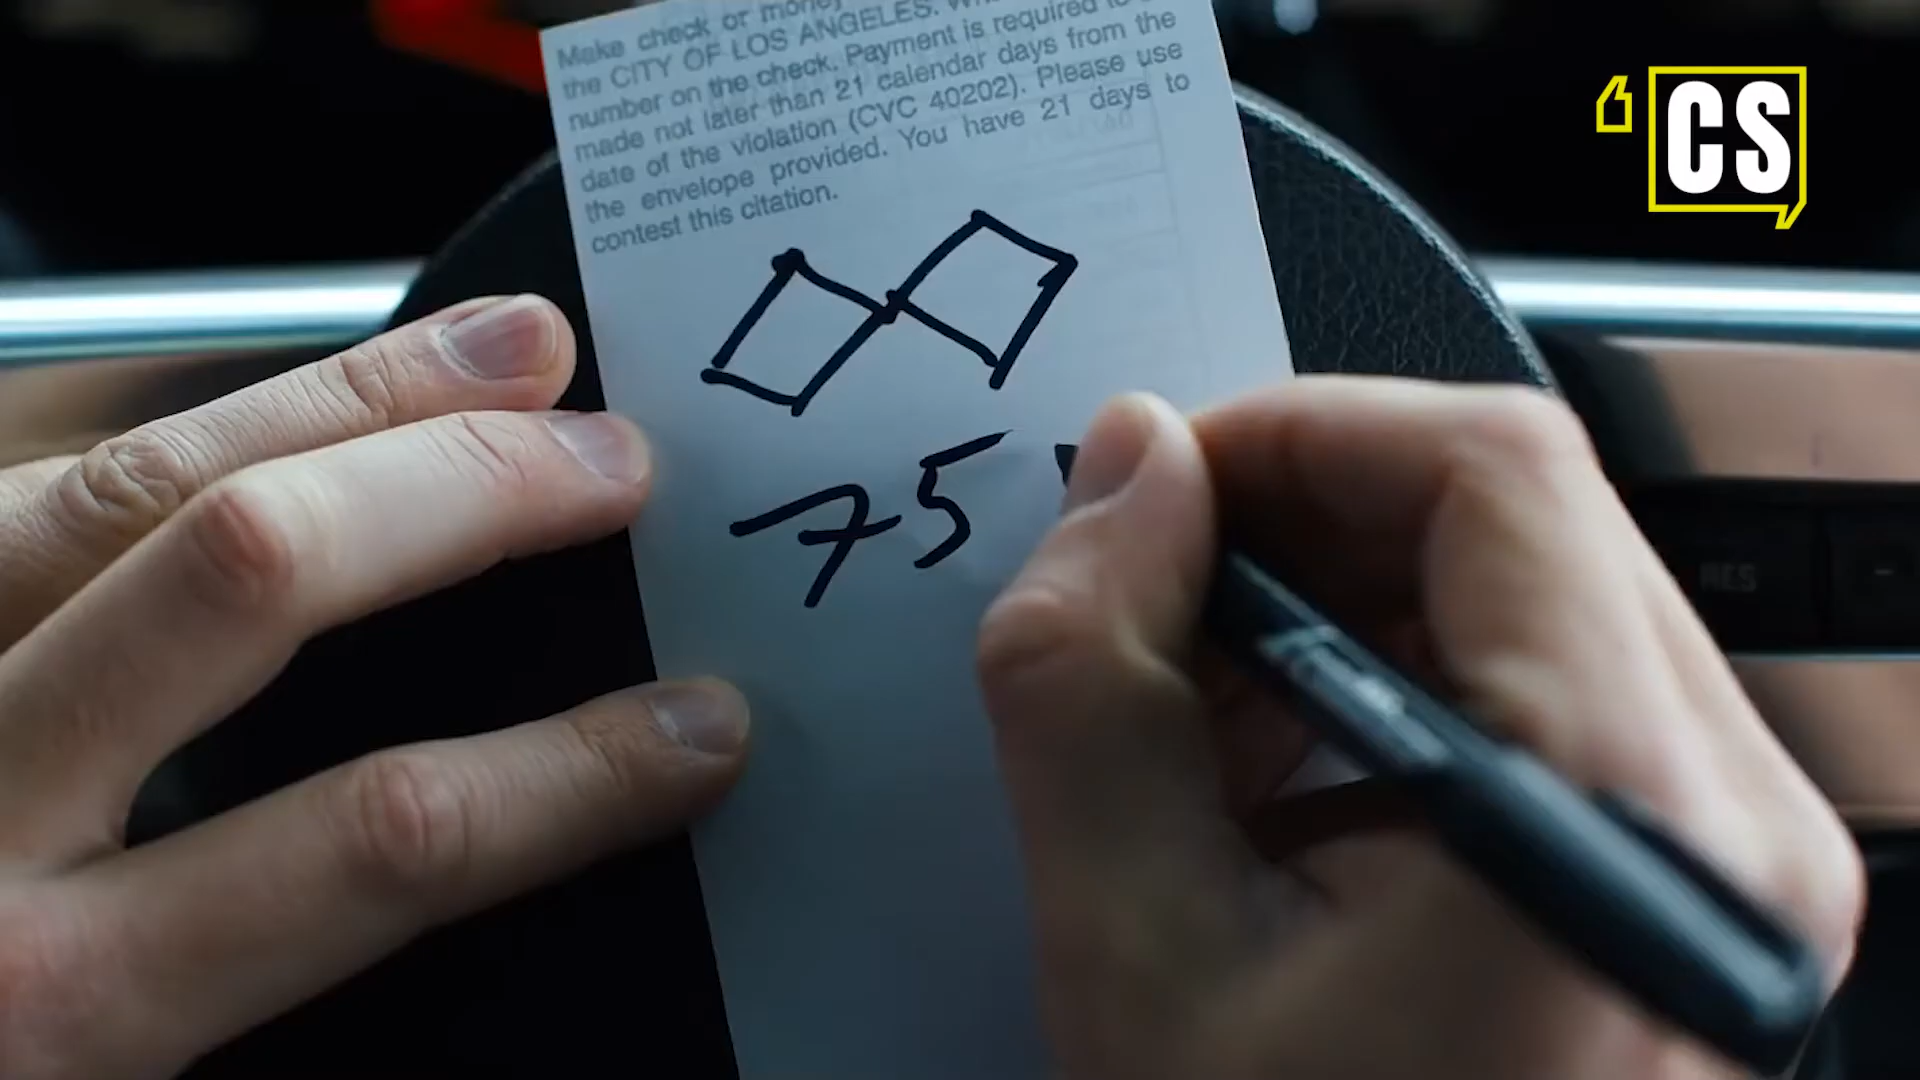 Make check or money
the CITY OF LOS ANGELES.
number on the check. Payment is required to
made not later than 21 calendar days from the
date of the violation (CVC 40202). Please use
the envelope provided. You have 21 days to
contest this citation.
75
CS
RES